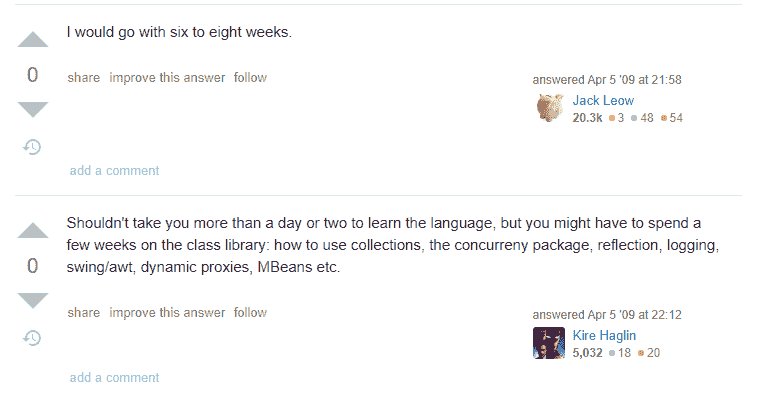 I would go with six to eight weeks.
0
share improve this answer follow
answered Apr 5 '09 at 21:58
Jack Leow
20.3k 3 48 54
add a comment
Shouldn't take you more than a day or two to learn the language, but you might have to spend a
few weeks on the class library: how to use collections, the concurreny package, reflection, logging,
swing/awt, dynamic proxies, MBeans etc.
0
share improve this answer follow
answered Apr 5 '09 at 22:12
Kire Haglin
5,032 18 20
add a comment